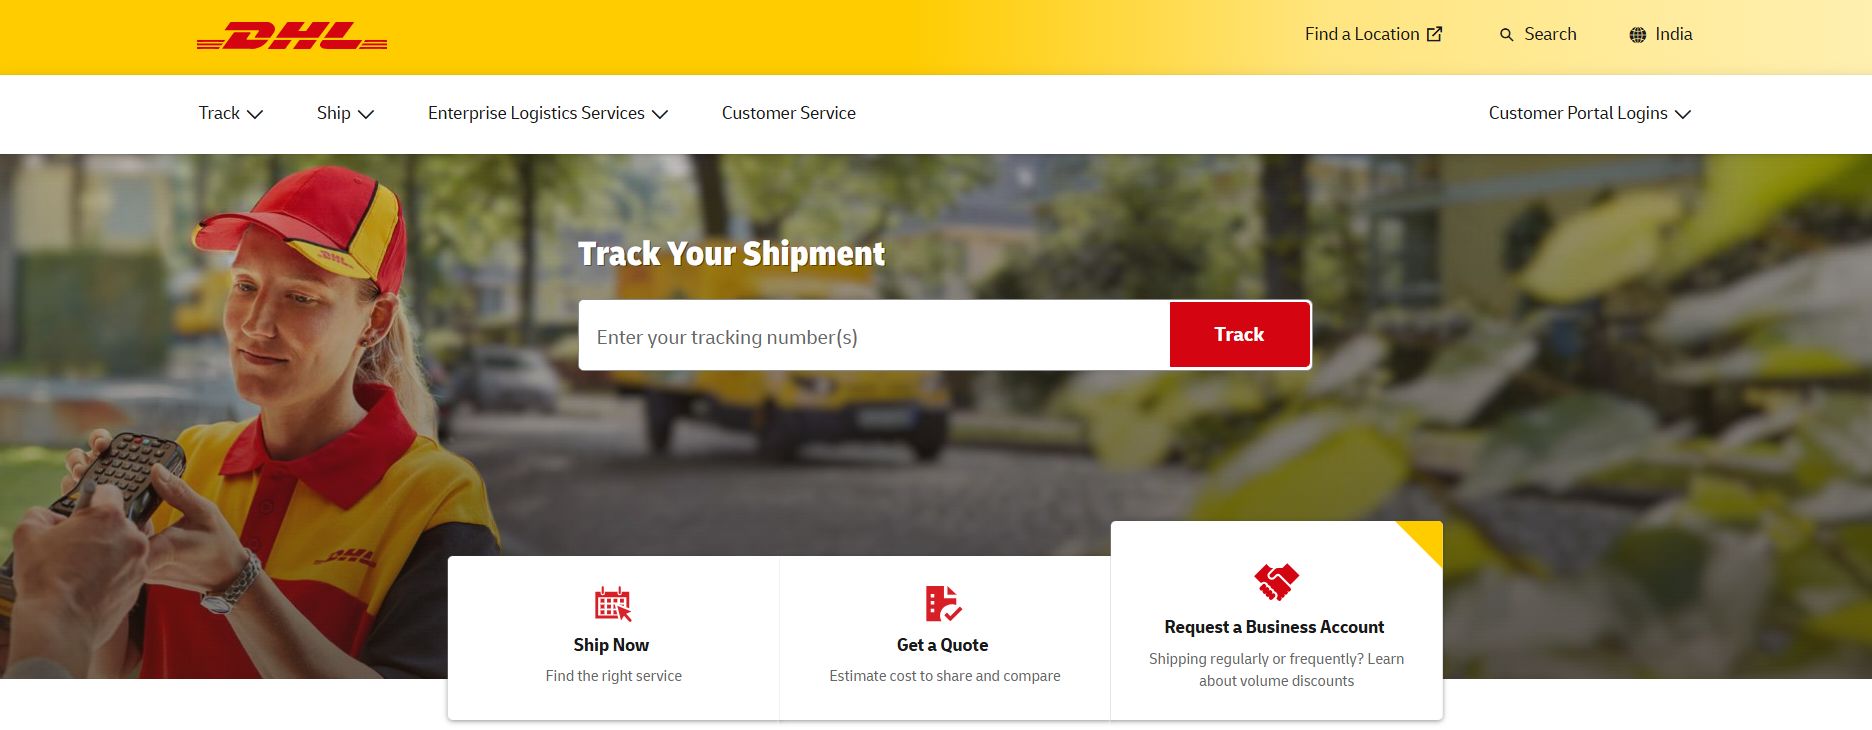 DHL
Find a Location
Search
India
Track
Ship
Enterprise Logistics Services
Customer Service
Customer Portal Logins
DHL
Track Your Shipment
Enter your tracking number(s)
Track
DHL
Ship Now
Find the right service
Get a Quote
Estimate cost to share and compare
Request a Business Account
Shipping regularly or frequently? Learn
about volume discounts